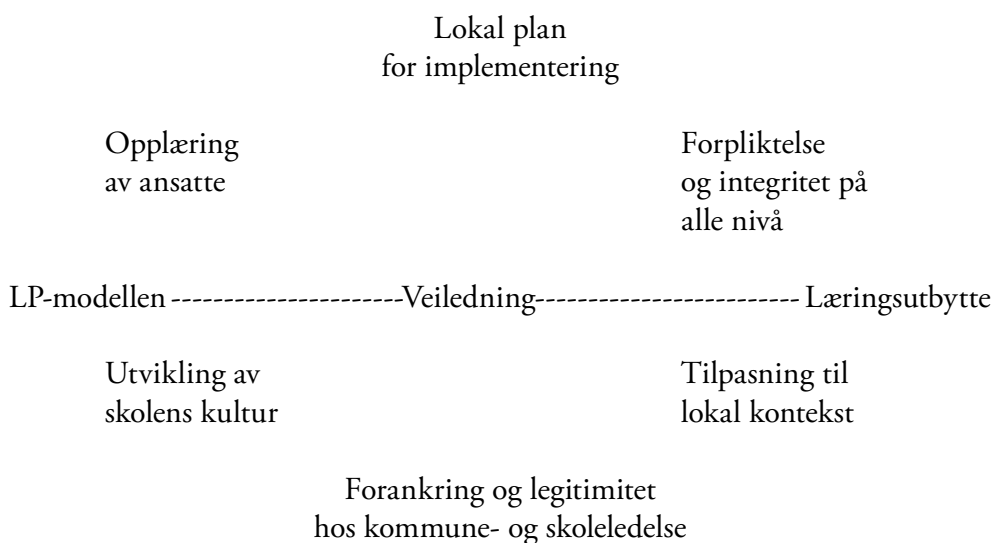 Lokal plan
for implementering
Opplæring
av ansatte
Forpliktelse
og integritet på
alle nivå
LP-modellen ----------------------Veiledning------------------------- Læringsutbytte
Utvikling av
skolens kultur
Tilpasning til
lokal kontekst
Forankring og legitimitet
hos kommune- og skoleledelse